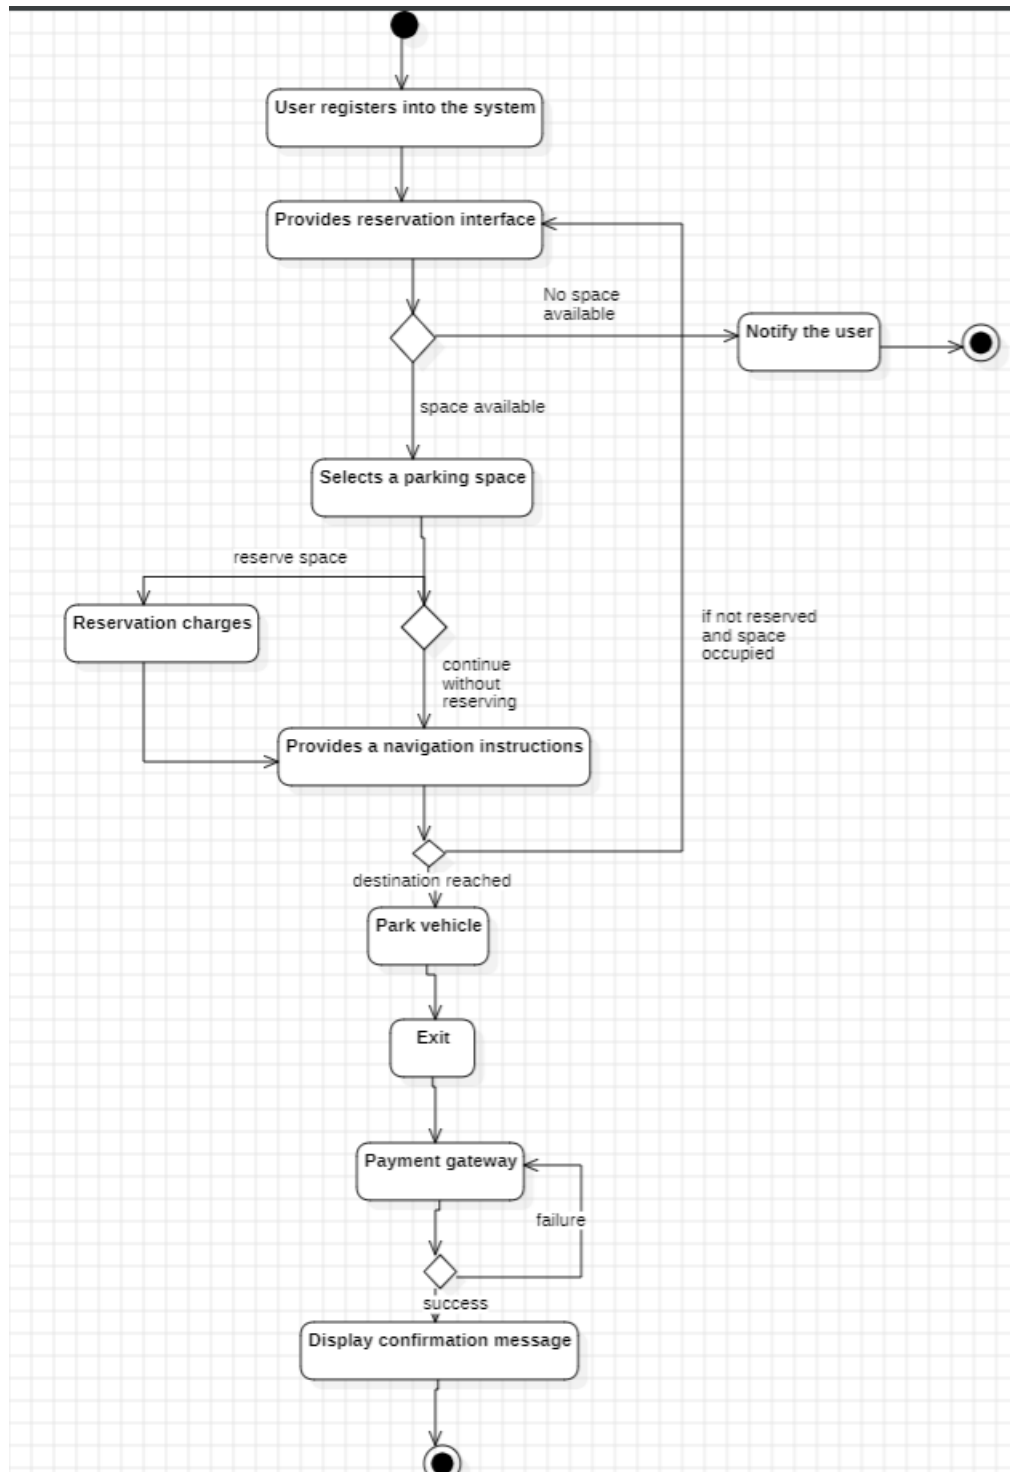 User registers into the system
Provides reservation interface
No space
available
Notify the user
space available
Selects a parking space
reserve space
Reservation charges
if not reserved
and space
occupied
continue
without
reserving
Provides a navigation instructions
destination reached
Park vehicle
Exit
Payment gateway
failure
success
Display confirmation message